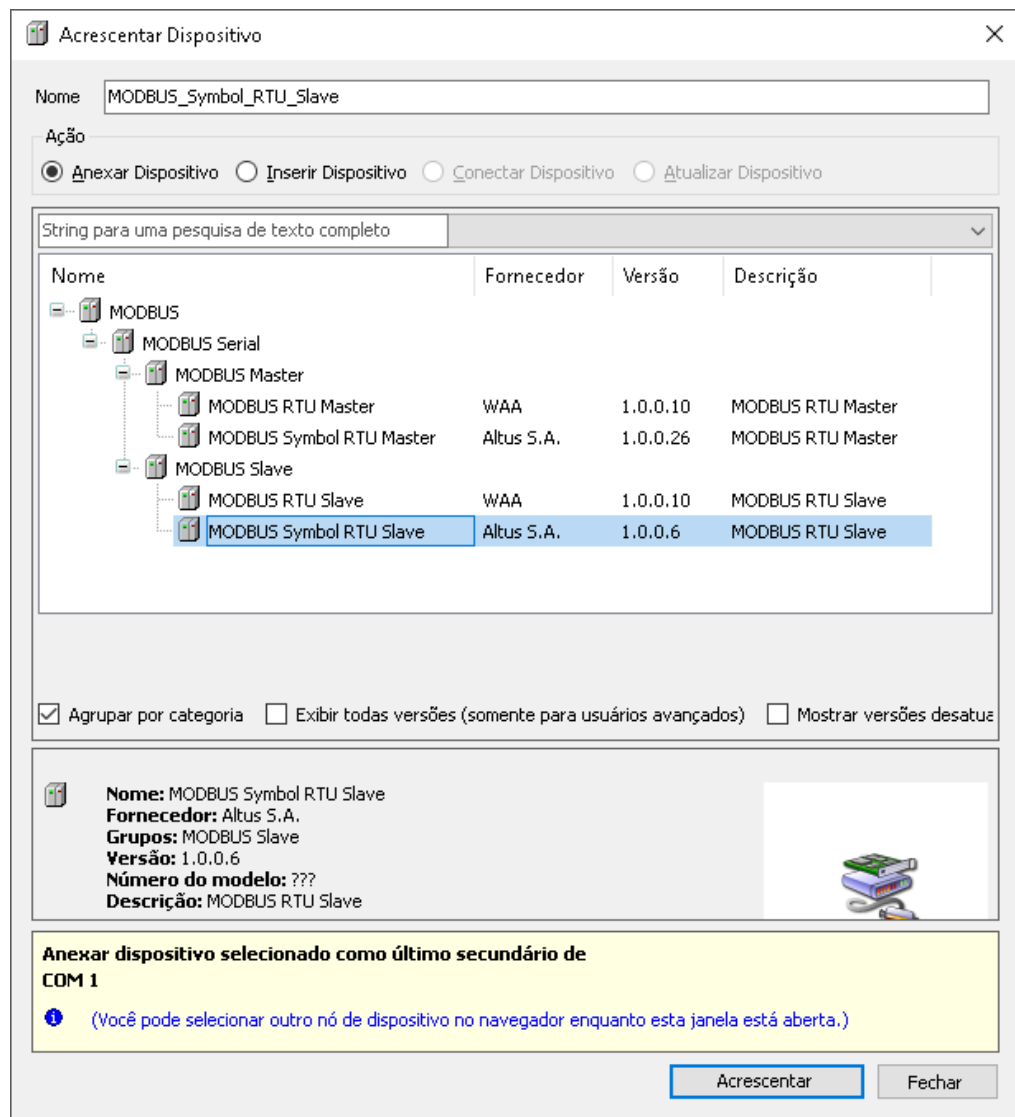 Acrescentar Dispositivo
Nome MODBUS_Symbol_RTU_Slave
Ação
Anexar Dispositivo Inserir Dispositivo Conectar Dispositivo Atualizar Dispositivo
String para uma pesquisa de texto completo
Nome Fornecedor Versão Descrição
MODBUS
MODBUS Serial
MODBUS Master
MODBUS RTU Master WAA 1.0.0.10 MODBUS RTU Master
MODBUS Symbol RTU Master Altus S.A. 1.0.0.26 MODBUS RTU Master
MODBUS Slave
MODBUS RTU Slave WAA 1.0.0.10 MODBUS RTU Slave
MODBUS Symbol RTU Slave Altus S.A. 1.0.0.6 MODBUS RTU Slave
Agrupar por categoria Exibir todas versões (somente para usuários avançados) Mostrar versões desatua
Nome: MODBUS Symbol RTU Slave
Fornecedor: Altus S.A.
Grupos: MODBUS Slave
Versão: 1.0.0.6
Número do modelo: ???
Descrição: MODBUS RTU Slave
Anexar dispositivo selecionado como último secundário de
COM 1
(Você pode selecionar outro nó de dispositivo no navegador enquanto esta janela está aberta.)
Acrescentar Fechar